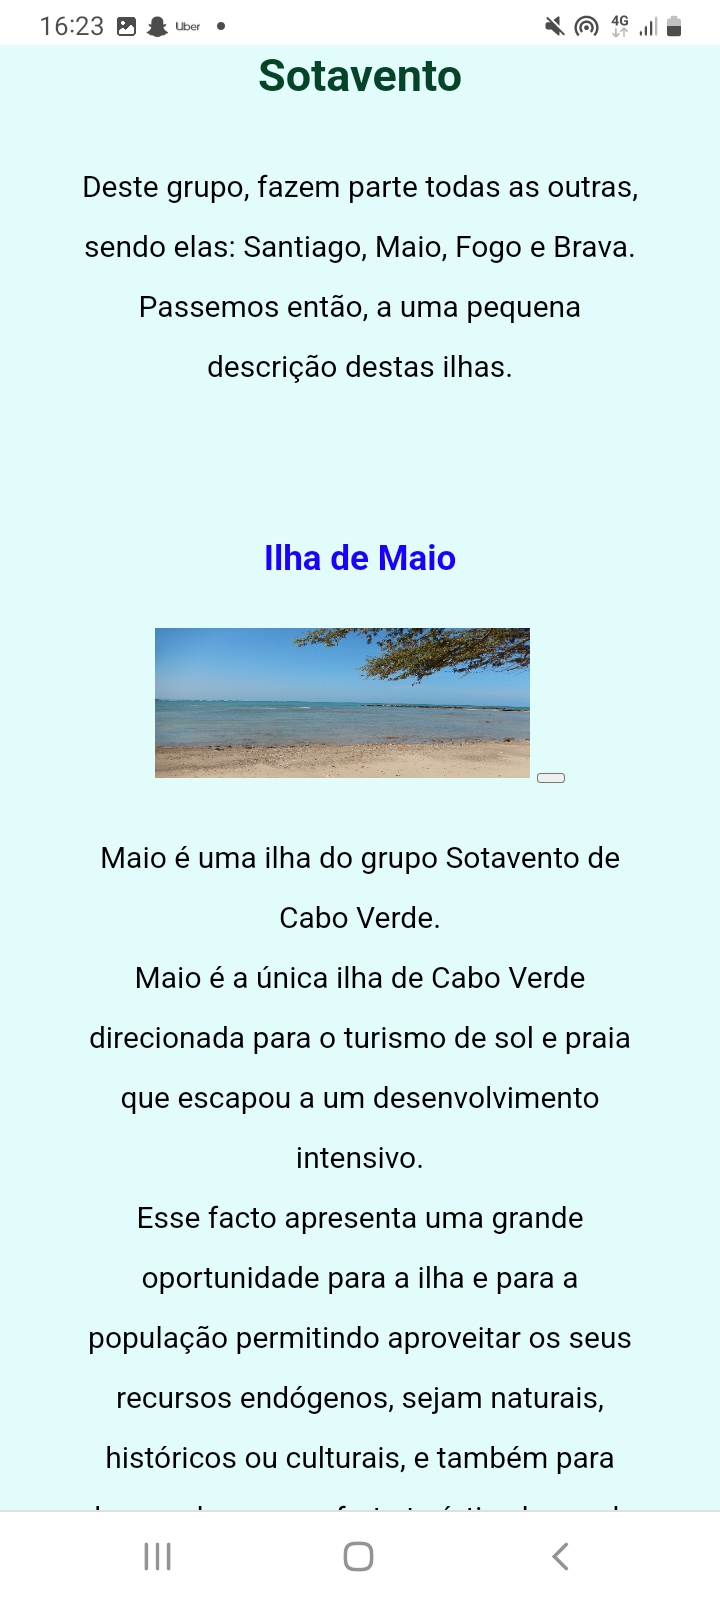 16:23 Uber 4G
Sotavento
Deste grupo, fazem parte todas as outras,
sendo elas: Santiago, Maio, Fogo e Brava.
Passemos então, a uma pequena
descrição destas ilhas.
Ilha de Maio
Maio é uma ilha do grupo Sotavento de
Cabo Verde.
Maio é a única ilha de Cabo Verde
direcionada para o turismo de sol e praia
que escapou a um desenvolvimento
intensivo.
Esse facto apresenta uma grande
oportunidade para a ilha e para a
população permitindo aproveitar os seus
recursos endógenos, sejam naturais,
históricos ou culturais, e também para